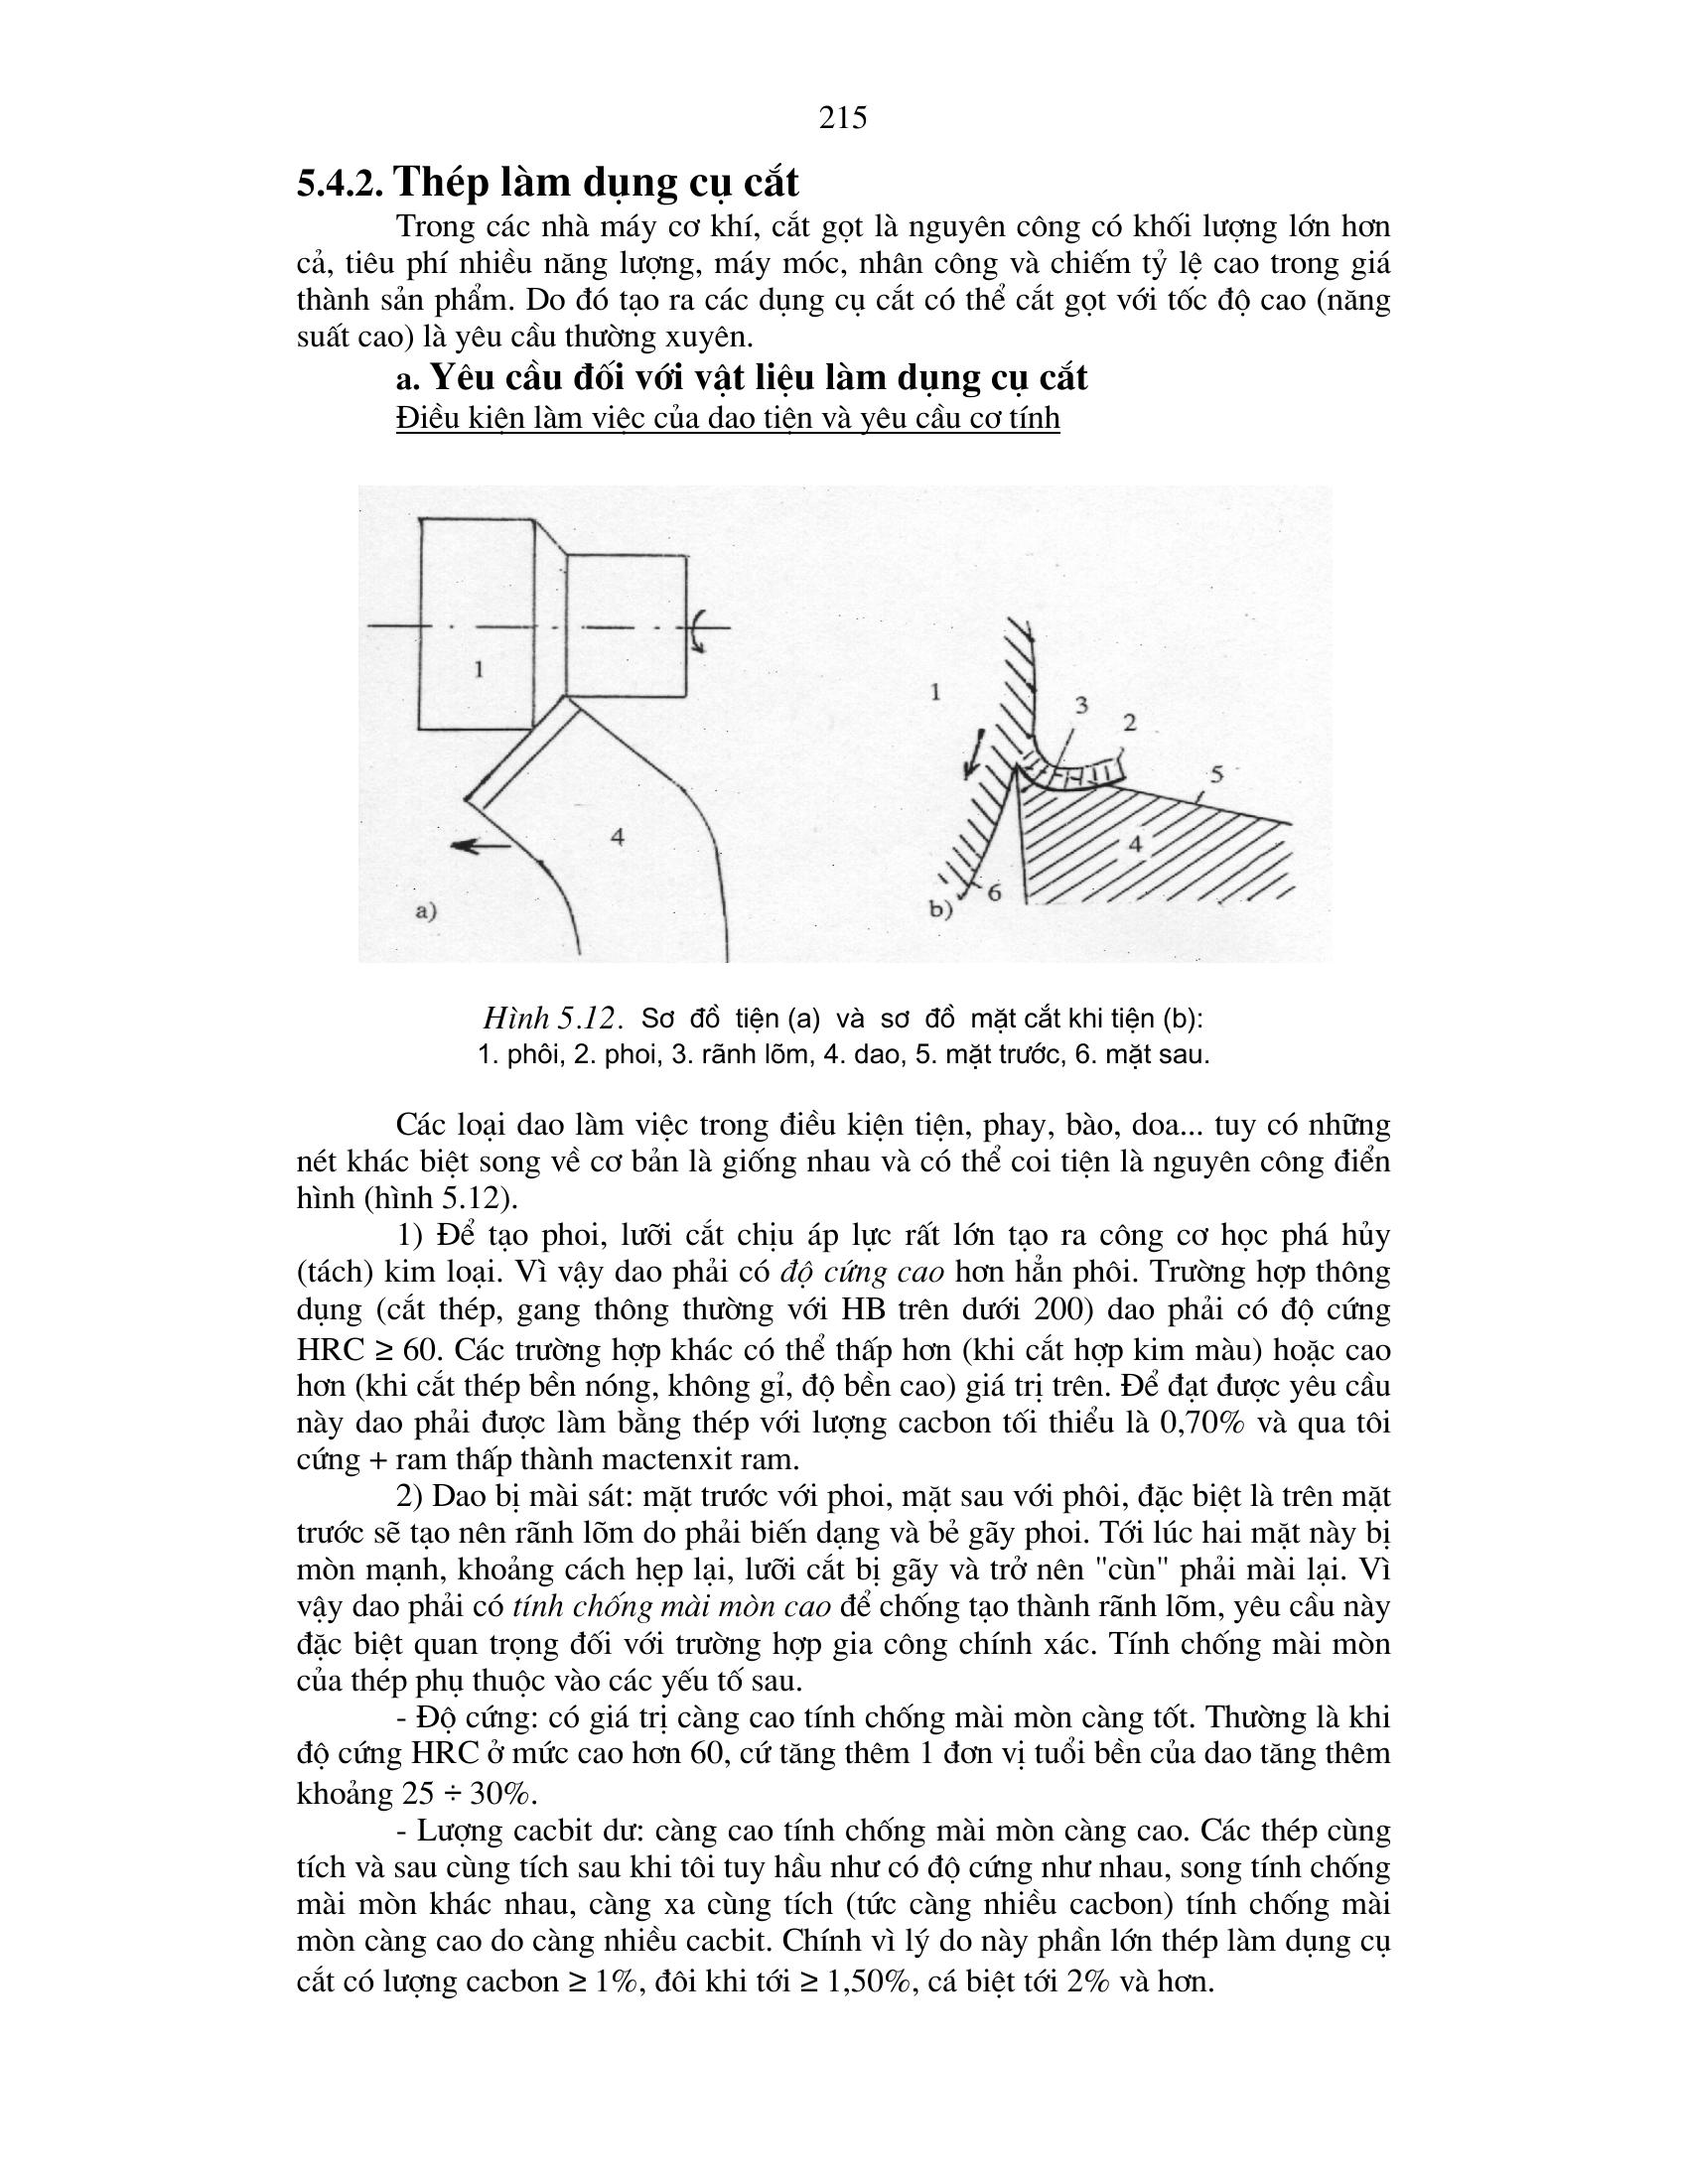 215
5.4.2. Thép làm dụng cụ cắt
Trong các nhà máy cơ khí, cắt gọt là nguyên công có khối lượng lớn hơn
cả, tiêu phí nhiều năng lượng, máy móc, nhân công và chiếm tỷ lệ cao trong giá
thành sản phẩm. Do đó tạo ra các dụng cụ cắt có thể cắt gọt với tốc độ cao (năng
suất cao) là yêu cầu thường xuyên.
a. Yêu cầu đối với vật liệu làm dụng cụ cắt
Điều kiện làm việc của dao tiện và yêu cầu cơ tính
1
4
a)
1
3
2
5
4
6
b)
Hình 5.12. Sơ đồ tiện (a) và sơ đồ mặt cắt khi tiện (b):
1. phôi, 2. phoi, 3. rãnh lõm, 4. dao, 5. mặt trước, 6. mặt sau.
Các loại dao làm việc trong điều kiện tiện, phay, bào, doa... tuy có những
nét khác biệt song về cơ bản là giống nhau và có thể coi tiện là nguyên công điển
hình (hình 5.12).
1) Để tạo phoi, lưỡi cắt chịu áp lực rất lớn tạo ra công cơ học phá hủy
(tách) kim loại. Vì vậy dao phải có độ cứng cao hơn hẳn phôi. Trường hợp thông
dụng (cắt thép, gang thông thường với HB trên dưới 200) dao phải có độ cứng
HRC ≥ 60. Các trường hợp khác có thể thấp hơn (khi cắt hợp kim màu) hoặc cao
hơn (khi cắt thép bền nóng, không gỉ, độ bền cao) giá trị trên. Để đạt được yêu cầu
này dao phải được làm bằng thép với lượng cacbon tối thiểu là 0,70% và qua tôi
cứng + ram thấp thành mactenxit ram.
2) Dao bị mài sát: mặt trước với phoi, mặt sau với phôi, đặc biệt là trên mặt
trước sẽ tạo nên rãnh lõm do phải biến dạng và bẻ gãy phoi. Tới lúc hai mặt này bị
mòn mạnh, khoảng cách hẹp lại, lưỡi cắt bị gãy và trở nên "cùn" phải mài lại. Vì
vậy dao phải có tính chống mài mòn cao để chống tạo thành rãnh lõm, yêu cầu này
đặc biệt quan trọng đối với trường hợp gia công chính xác. Tính chống mài mòn
của thép phụ thuộc vào các yếu tố sau.
- Độ cứng: có giá trị càng cao tính chống mài mòn càng tốt. Thường là khi
độ cứng HRC ở mức cao hơn 60, cứ tăng thêm 1 đơn vị tuổi bền của dao tăng thêm
khoảng 25 ÷ 30%.
- Lượng cacbit dư: càng cao tính chống mài mòn càng cao. Các thép cùng
tích và sau cùng tích sau khi tôi tuy hầu như có độ cứng như nhau, song tính chống
mài mòn khác nhau, càng xa cùng tích (tức càng nhiều cacbon) tính chống mài
mòn càng cao do càng nhiều cacbit. Chính vì lý do này phần lớn thép làm dụng cụ
cắt có lượng cacbon ≥ 1%, đôi khi tới ≥ 1,50%, cá biệt tới 2% và hơn.